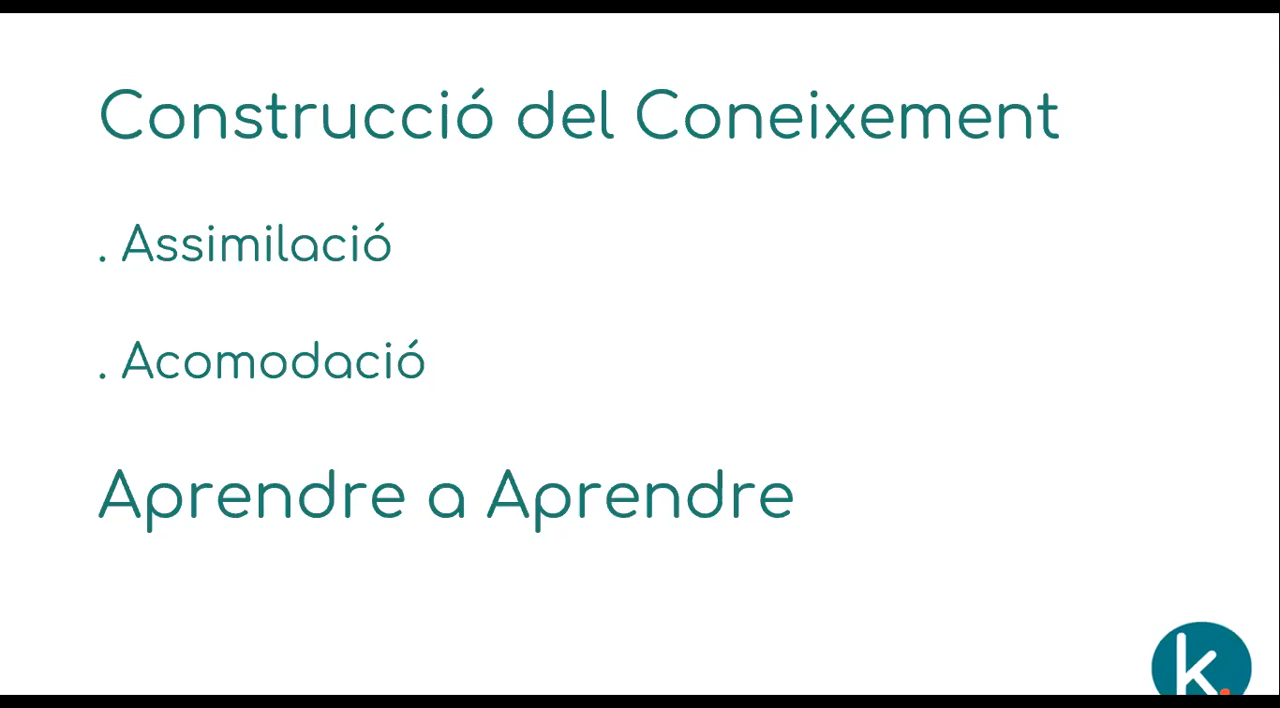 Construcció del Coneixement
. Assimilació
. Acomodació
Aprendre a Aprendre
k.